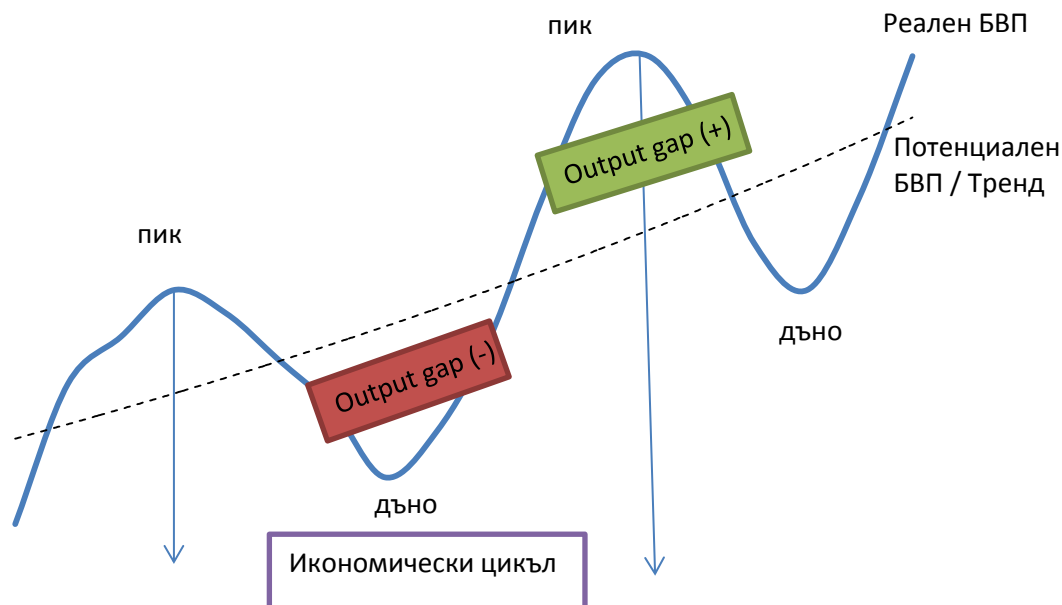 пик
Реален БВП
Output gap (+)
Потенциален
БВП / Тренд
пик
дъно
Output gap (-)
дъно
Икономически цикъл